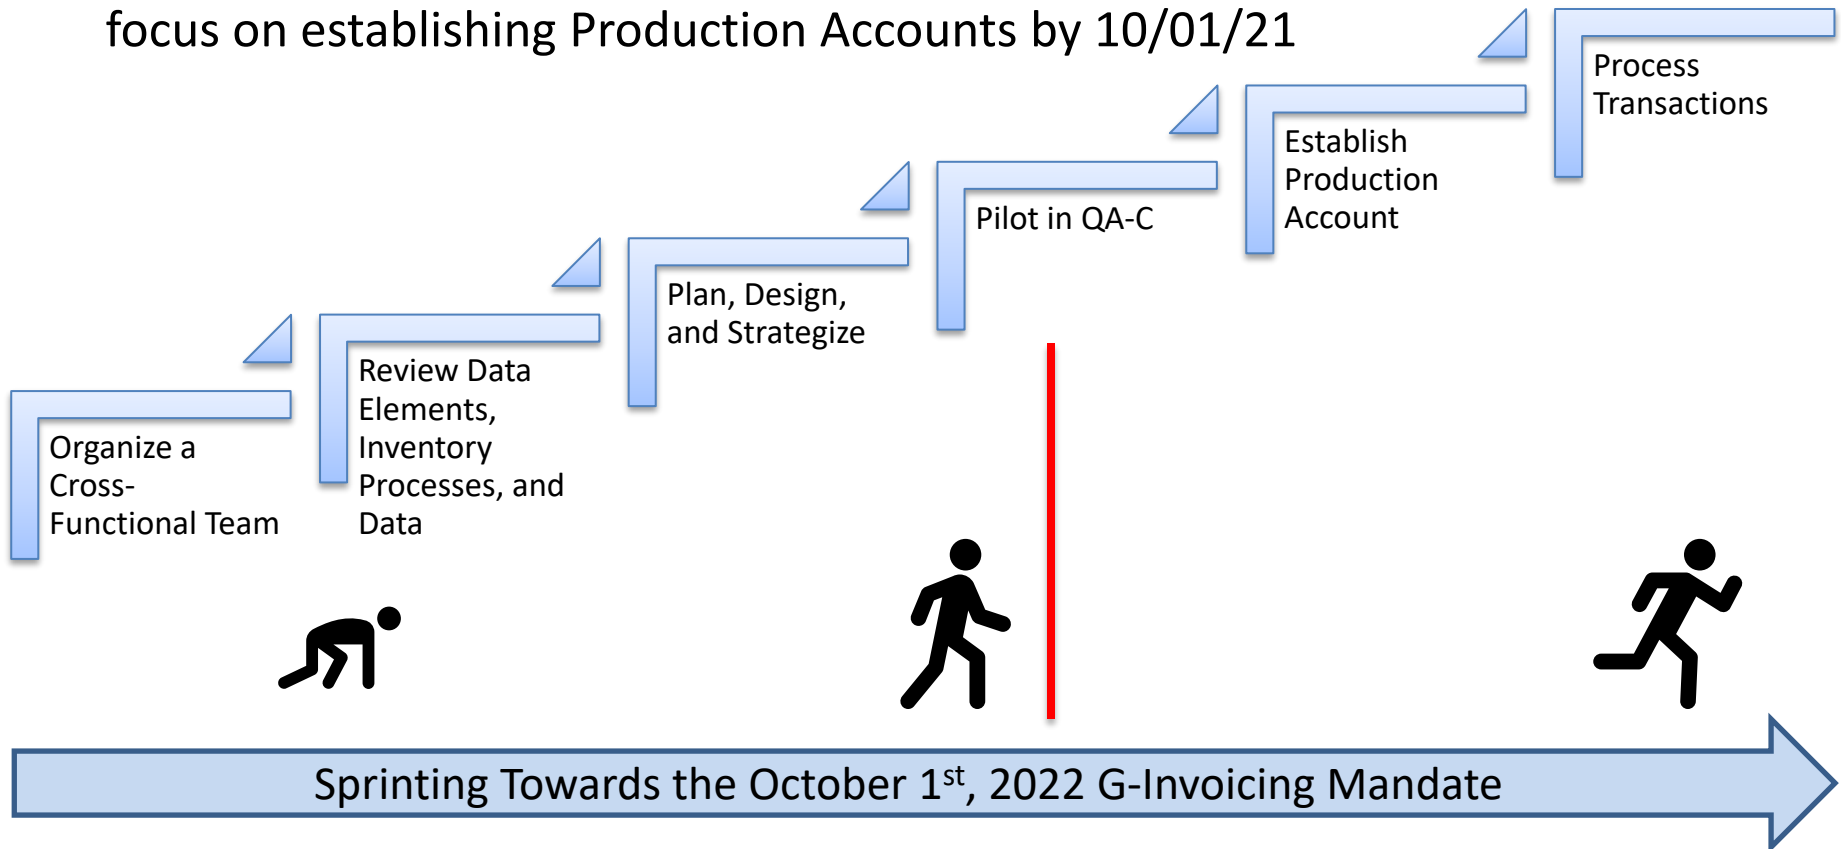 focus on establishing Production Accounts by 10/01/21
Process
Transactions
Establish
Production
Account
Pilot in QA-C
Plan, Design,
and Strategize
Review Data
Elements,
Inventory
Processes, and
Data
Organize a
Cross-
Functional Team
Sprinting Towards the October 1st, 2022 G-Invoicing Mandate